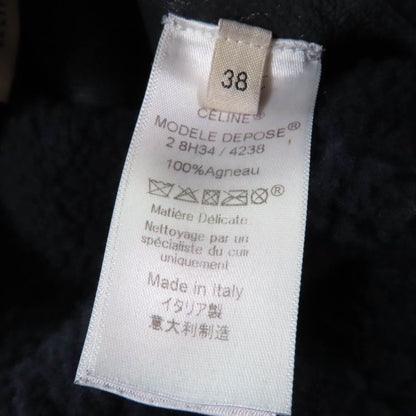 38
CELINE®
MODELE DEPOSE®
2 8H34 / 4238
100%Agneau
Matière Délicate
Nettoyage par un
spécialiste du cuir
uniquement
Made in Italy
イタリア製
意大利制造